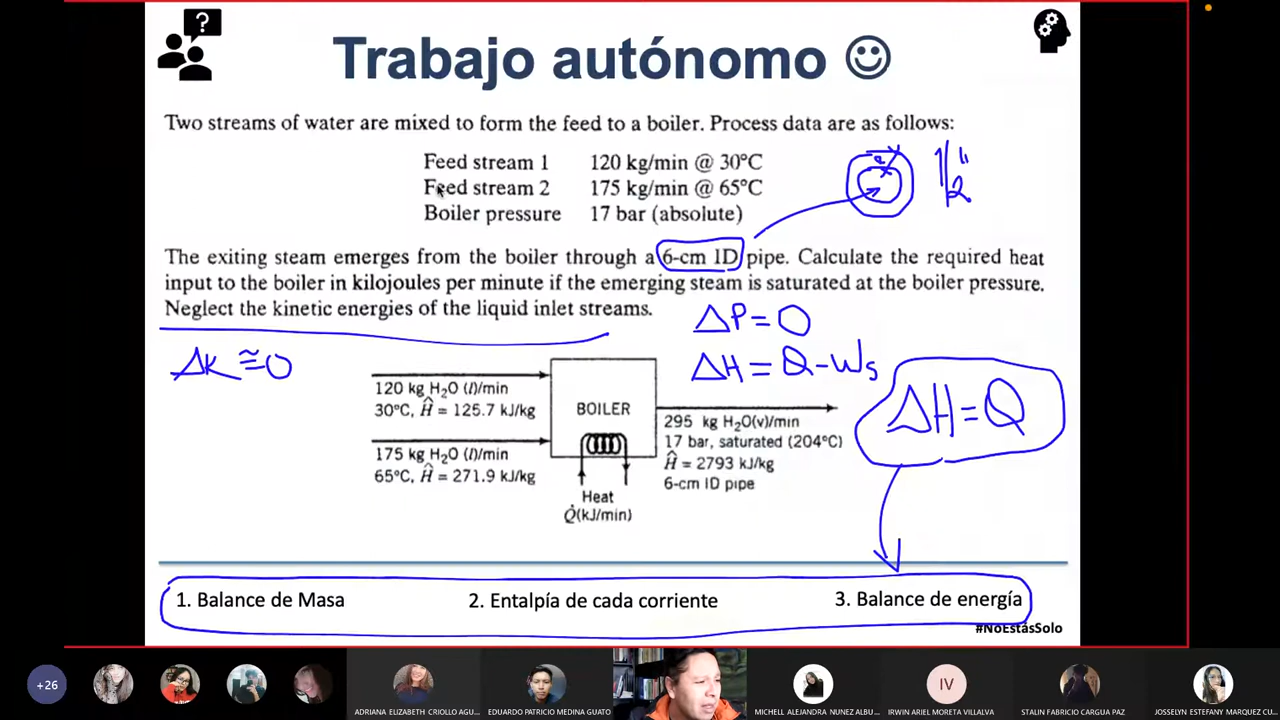 ?
Trabajo autónomo
Two streams of water are mixed to form the feed to a boiler. Process data are as follows:
Feed stream 1 120 kg/min @ 30°C
Feed stream 2 175 kg/min @ 65°C
Boiler pressure 17 bar (absolute)
1/2"
The exiting steam emerges from the boiler through a 6-cm ID pipe. Calculate the required heat
input to the boiler in kilojoules per minute if the emerging steam is saturated at the boiler pressure.
Neglect the kinetic energies of the liquid inlet streams.
ΔP = 0
ΔK ≅ 0
ΔH = Q - Ws
ΔH = Q
120 kg H₂O (l)/min
30°C, Ĥ = 125.7 kJ/kg
BOILER
295 kg H₂O(v)/min
17 bar, saturated (204°C)
Ĥ = 2793 kJ/kg
6-cm ID pipe
175 kg H₂O (l)/min
65°C, Ĥ = 271.9 kJ/kg
Heat
Q̇(kJ/min)
1. Balance de Masa 2. Entalpía de cada corriente 3. Balance de energía
#NoEstásSolo
+26
ADRIANA ELIZABETH CRIOLLO AGU...
EDUARDO PATRICIO MEDINA GUATO
MICHELL ALEJANDRA NUNEZ ALBU...
IV
IRWIN ARIEL MORETA VILLALVA
STALIN FABRICIO CARGUA PAZ
JOSSELYN ESTEFANY MARQUEZ CU...